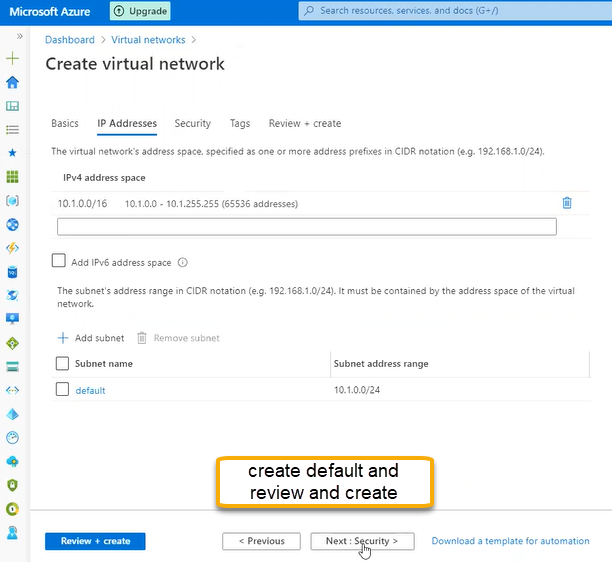 Microsoft Azure
Upgrade
Search resources, services, and docs (G+/)
Dashboard > Virtual networks >
Create virtual network
Basics IP Addresses Security Tags Review + create
The virtual network's address space, specified as one or more address prefixes in CIDR notation (e.g. 192.168.1.0/24).
IPv4 address space
10.1.0.0/16 10.1.0.0 - 10.1.255.255 (65536 addresses)
Add IPv6 address space
The subnet's address range in CIDR notation (e.g. 192.168.1.0/24). It must be contained by the address space of the virtual
network.
+ Add subnet Remove subnet
Subnet name Subnet address range
default 10.1.0.0/24
create default and
review and create
Review + create < Previous Next : Security > Download a template for automation